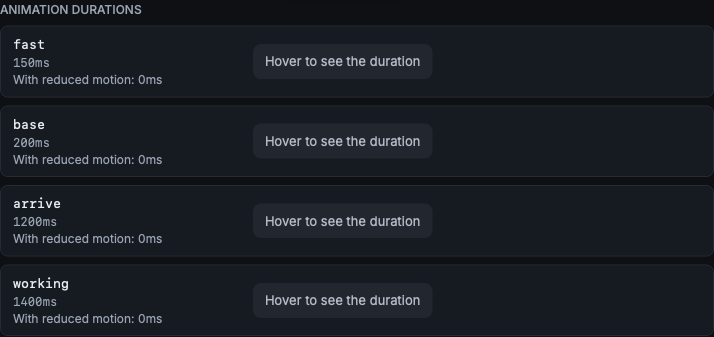 ANIMATION DURATIONS
fast
150ms
With reduced motion: 0ms
Hover to see the duration
base
200ms
With reduced motion: 0ms
Hover to see the duration
arrive
1200ms
With reduced motion: 0ms
Hover to see the duration
working
1400ms
With reduced motion: 0ms
Hover to see the duration